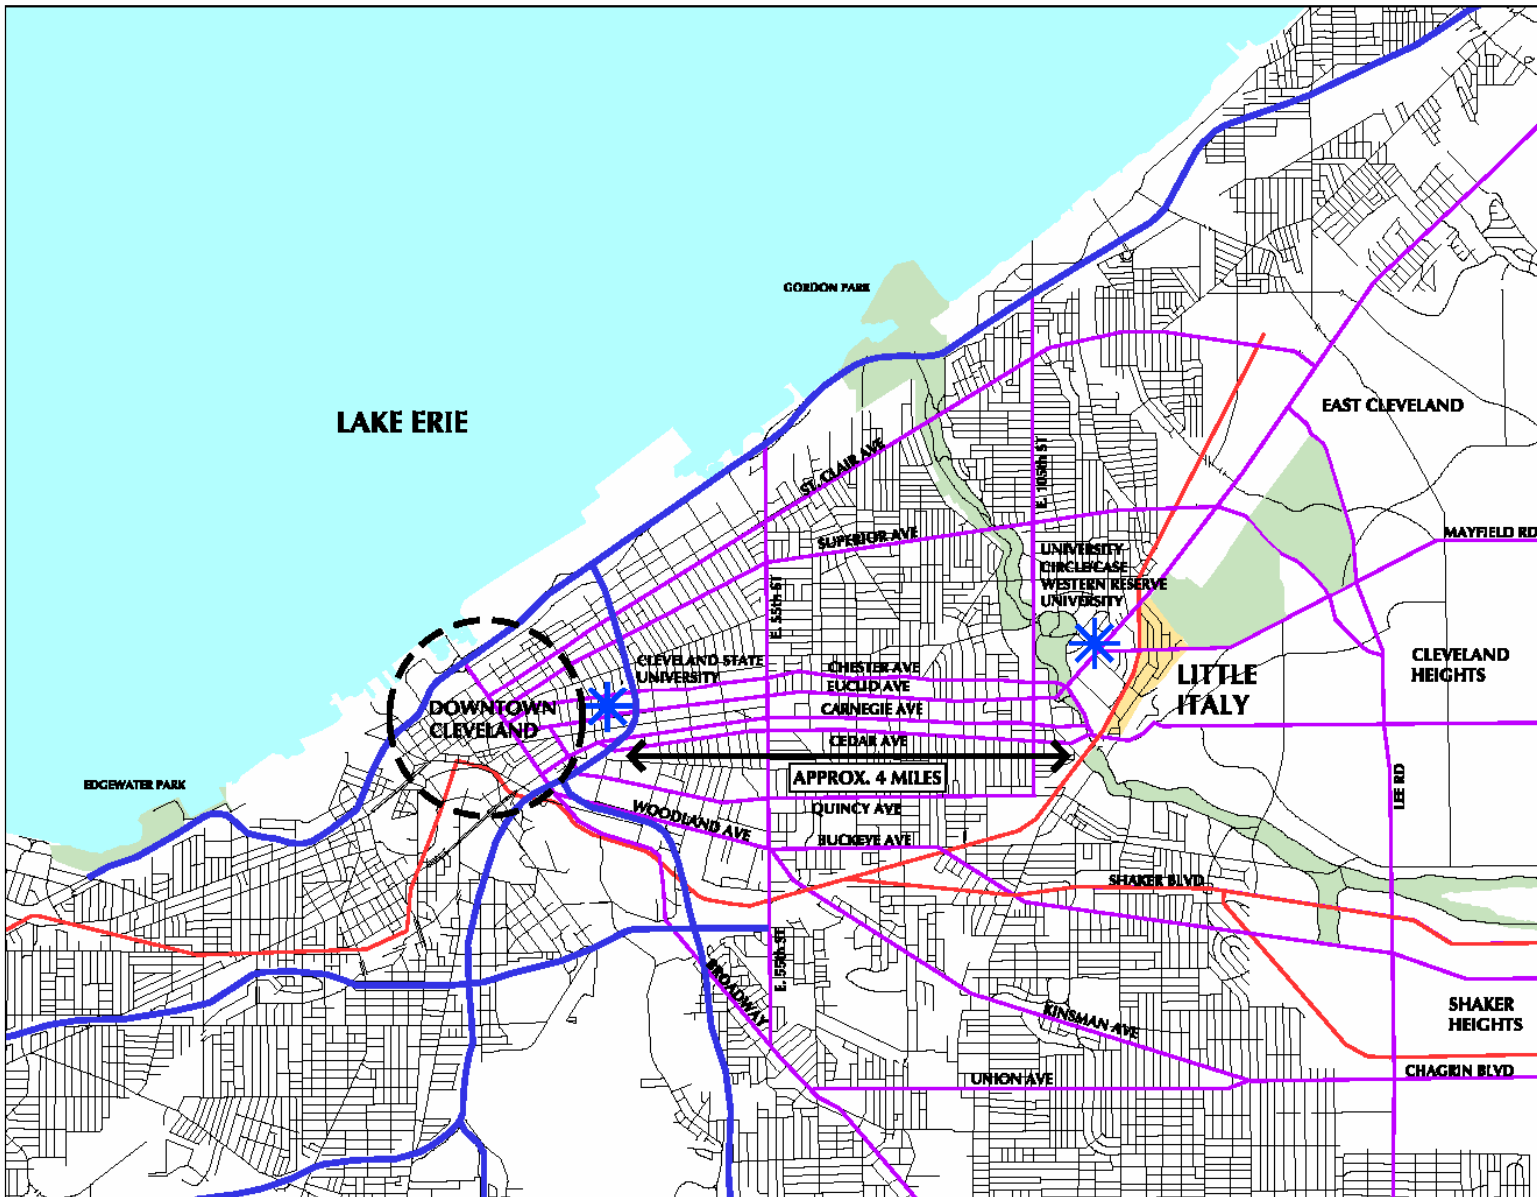 GORDON PARK
LAKE ERIE
EAST CLEVELAND
ST. CLAIR AVE
E. 105th ST
SUPERIOR AVE
MAYFIELD RD
UNIVERSITY
CIRCLE/CASE
WESTERN RESERVE
UNIVERSITY
E. 55th ST
CLEVELAND STATE
UNIVERSITY
CHESTER AVE
EUCLID AVE
CARNEGIE AVE
CEDAR AVE
LITTLE
ITALY
CLEVELAND
HEIGHTS
DOWNTOWN
CLEVELAND
APPROX. 4 MILES
EDGEWATER PARK
LEE RD
WOODLAND AVE
QUINCY AVE
BUCKEYE AVE
SHAKER BLVD
E. 55th ST
BROADWAY
KINSMAN AVE
SHAKER
HEIGHTS
UNION AVE
CHAGRIN BLVD